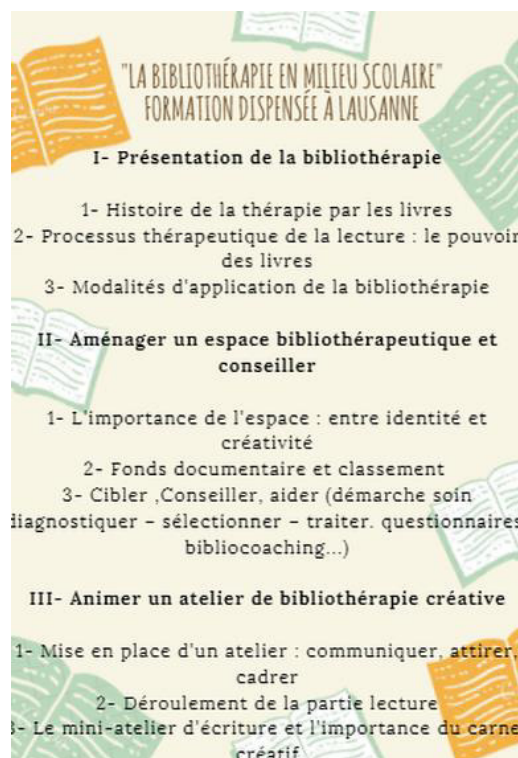 "LA BIBLIOTHÉRAPIE EN MILIEU SCOLAIRE"
FORMATION DISPENSÉE À LAUSANNE
I- Présentation de la bibliothérapie
1- Histoire de la thérapie par les livres
2- Processus thérapeutique de la lecture : le pouvoir
des livres
3- Modalités d'application de la bibliothérapie
II- Aménager un espace bibliothérapeutique et
conseiller
1- L'importance de l'espace : entre identité et
créativité
2- Fonds documentaire et classement
3- Cibler ,Conseiller, aider (démarche soin
diagnostiquer – sélectionner – traiter. questionnaires
bibliocoaching...)
III- Animer un atelier de bibliothérapie créative
1- Mise en place d'un atelier : communiquer, attirer,
cadrer
2- Déroulement de la partie lecture
3- Le mini-atelier d'écriture et l'importance du carne
créatif